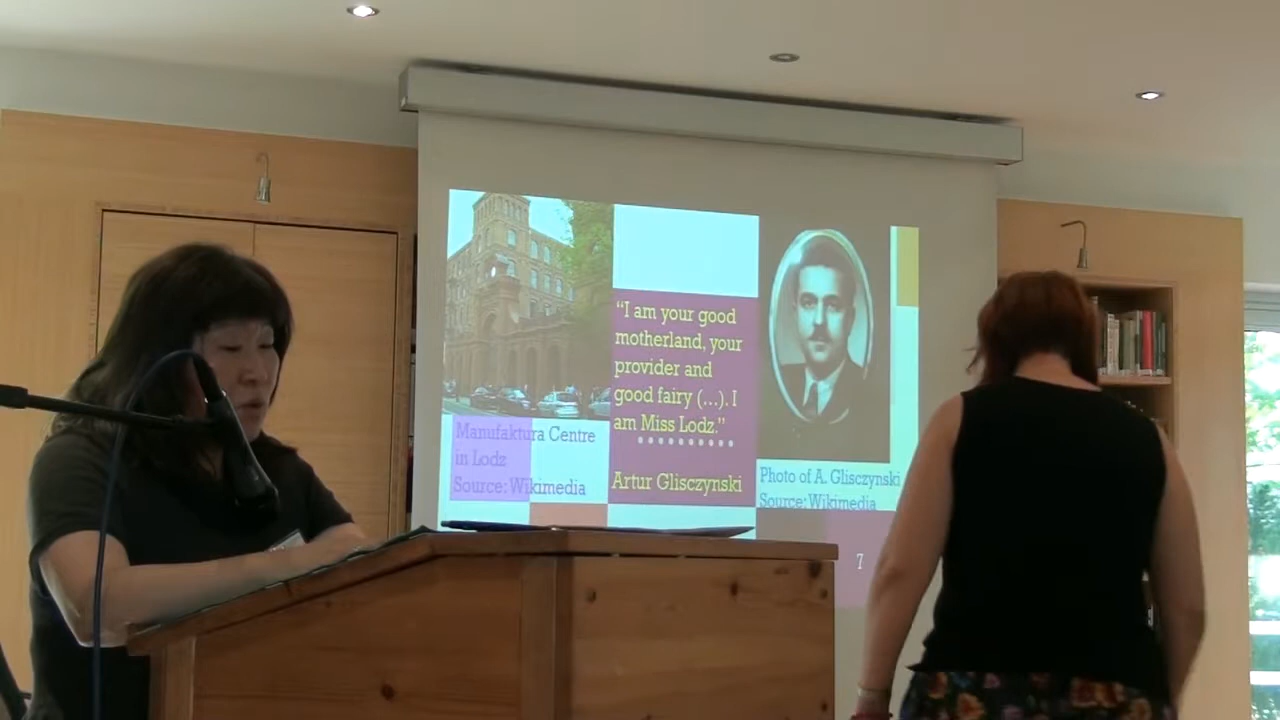 Manufaktura Centre
in Lodz
Source: Wikimedia
“I am your good
motherland, your
provider and
good fairy (...). I
am Miss Lodz.”
Artur Glisczynski
Photo of A. Glisczynski
Source: Wikimedia
7